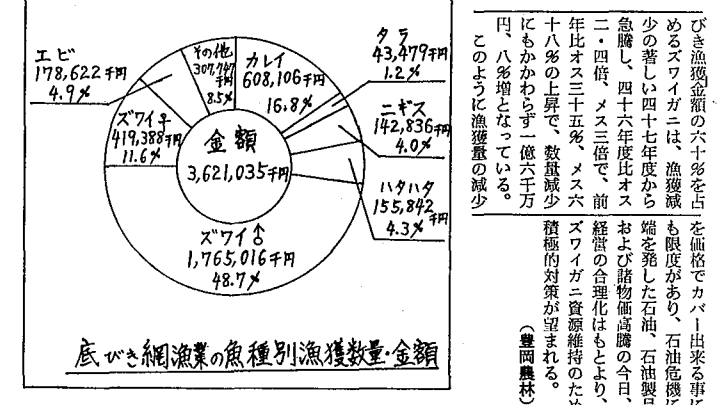 びき漁獲金額の六十％を占
めるズワイガニは、漁獲減
少の著しい四十七年度から
急騰し、四十六年度比オス
二・四倍、メス三倍で、前
年比オス三十五％、メス六
十八％の上昇で、数量減少
にもかかわらず一億六千万
円、八％増となっている。
このように漁獲量の減少
を価格でカバー出来る事に
も限度があり、石油危機に
端を発した石油、石油製品
および諸物価高騰の今日、
経営の合理化はもとより、
ズワイガニ資源維持のため
積極的対策が望まれる。
（豊岡農林）
エビ
178,622千円
4.9%
その他
307,747
千円
8.5%
カレイ
608,106千円
16.8%
タラ
43,479千円
1.2%
ニギス
142,836千円
4.0%
ハタハタ
155,842
千円
4.3%
ズワイ♀
419,388千円
11.6%
金額
3,621,035千円
ズワイ♂
1,765,016千円
48.7%
底びき網漁業の魚種別漁獲数量・金額